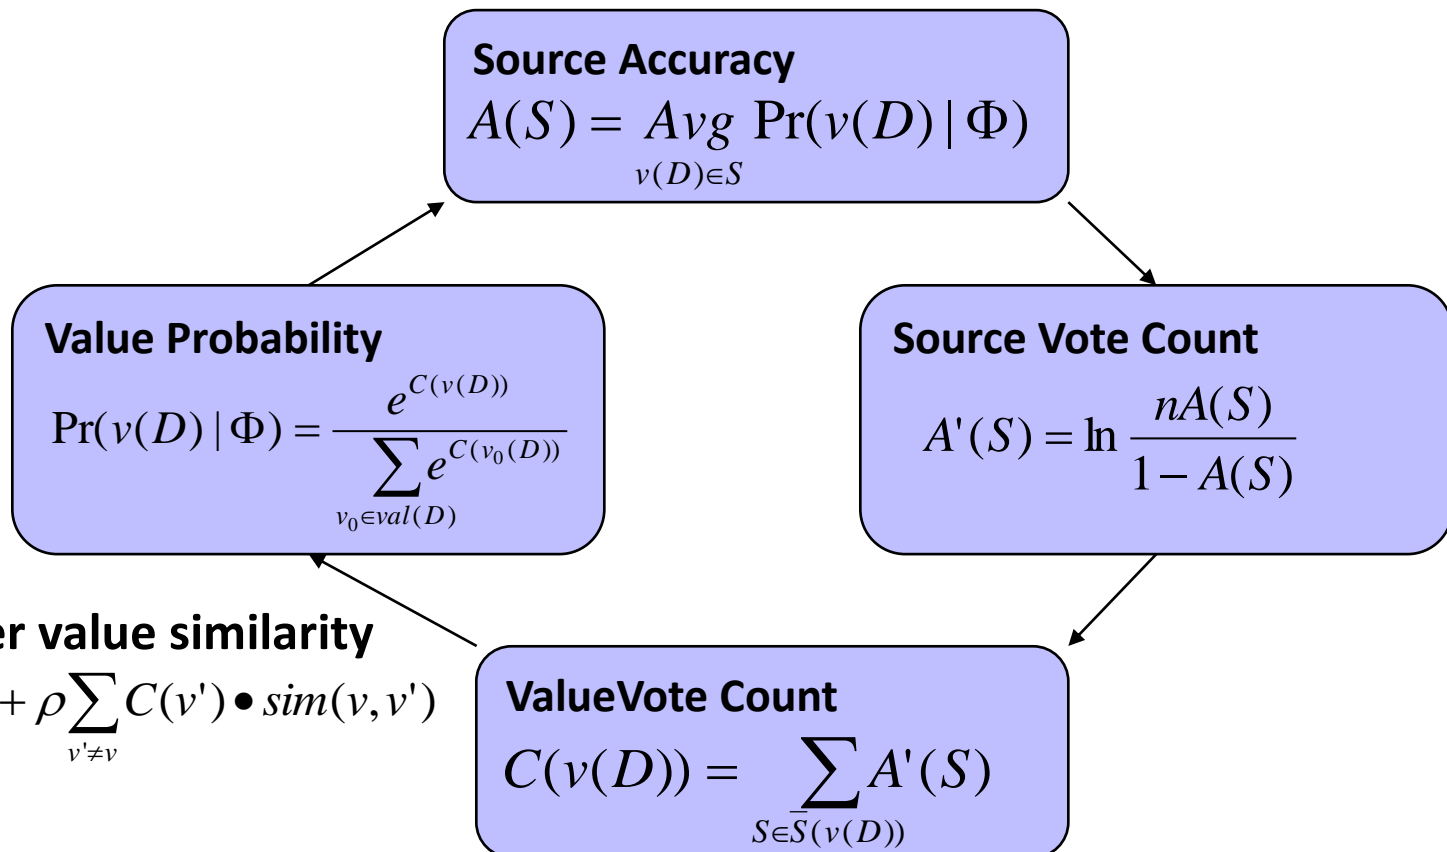 Source Accuracy
A(S) = Avg Pr(v(D) | Φ)
v(D)∈S
Value Probability
Pr(v(D) | Φ) = e^{C(v(D))} / ∑ e^{C(v₀(D))}
v₀∈val(D)
Source Vote Count
A'(S) = ln nA(S) / 1 − A(S)
value similarity
+ ρ∑ C(v') • sim(v, v')
v'≠v
ValueVote Count
C(v(D)) = ∑ A'(S)
S∈S̄(v(D))